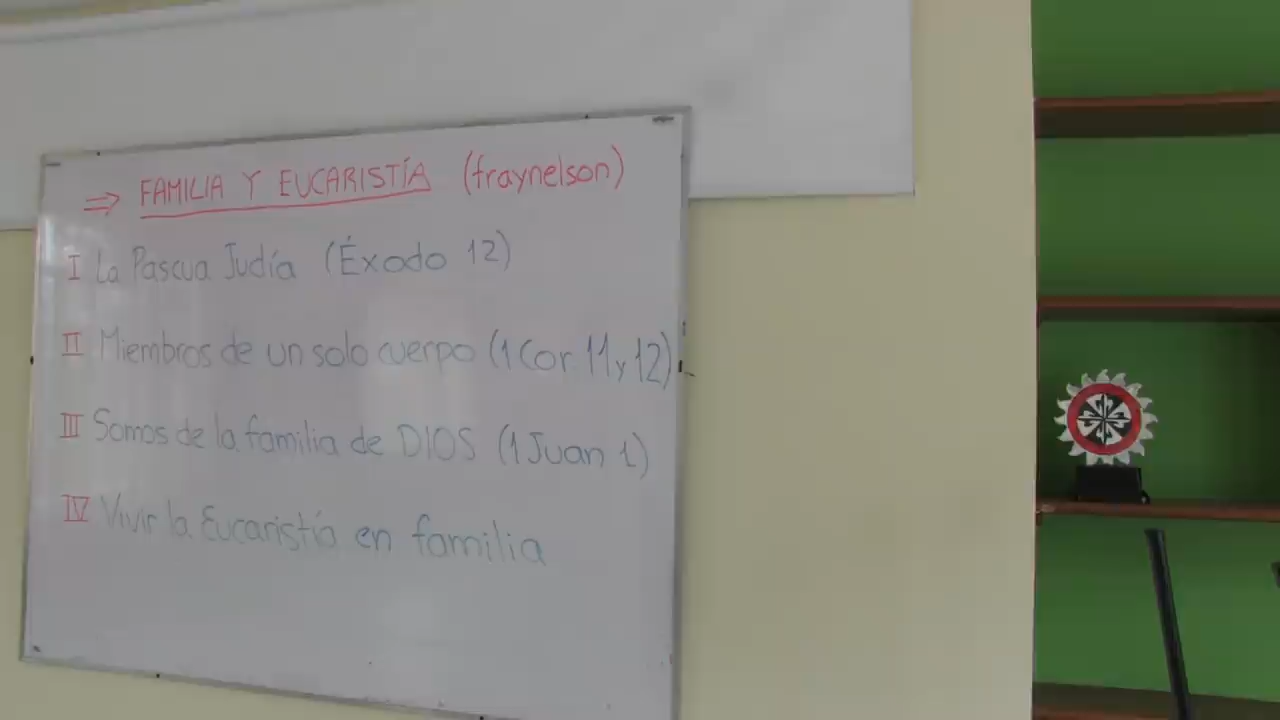 ⇒ FAMILIA Y EUCARISTÍA (fraynelson)
I La Pascua Judía (Éxodo 12)
II Miembros de un solo cuerpo (1 Cor 11 y 12)
III Somos de la familia de DIOS (1 Juan 1)
IV Vivir la Eucaristía en familia